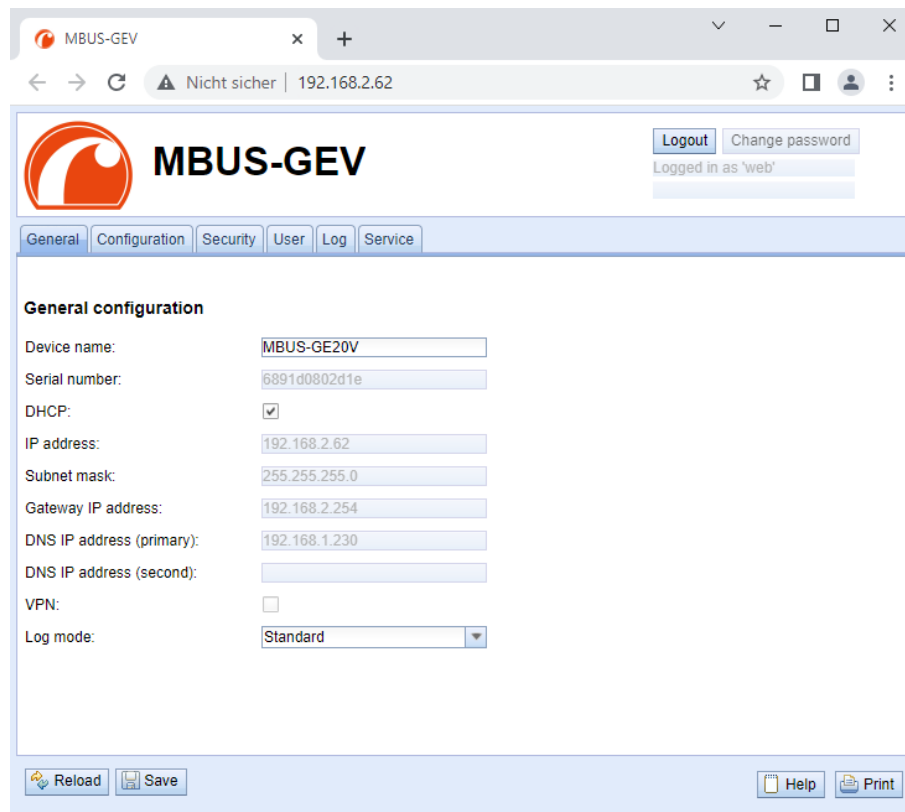 MBUS-GEV
Nicht sicher | 192.168.2.62
MBUS-GEV
Logout Change password
Logged in as 'web'
General Configuration Security User Log Service
General configuration
Device name: MBUS-GE20V
Serial number: 6891d0802d1e
DHCP:
IP address: 192.168.2.62
Subnet mask: 255.255.255.0
Gateway IP address: 192.168.2.254
DNS IP address (primary): 192.168.1.230
DNS IP address (second):
VPN:
Log mode: Standard
Reload Save Help Print